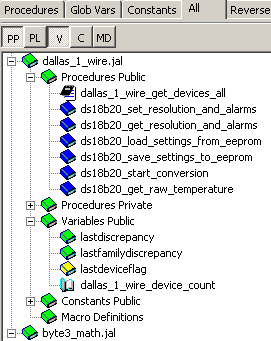 Procedures Glob Vars Constants All Reverse
PP PL V C MD
dallas_1_wire.jal
Procedures Public
dallas_1_wire_get_devices_all
ds18b20_set_resolution_and_alarms
ds18b20_get_resolution_and_alarms
ds18b20_load_settings_from_eeprom
ds18b20_save_settings_to_eeprom
ds18b20_start_conversion
ds18b20_get_raw_temperature
Procedures Private
Variables Public
lastdiscrepancy
lastfamilydiscrepancy
lastdeviceflag
dallas_1_wire_device_count
Constants Public
Macro Definitions
byte3_math.jal